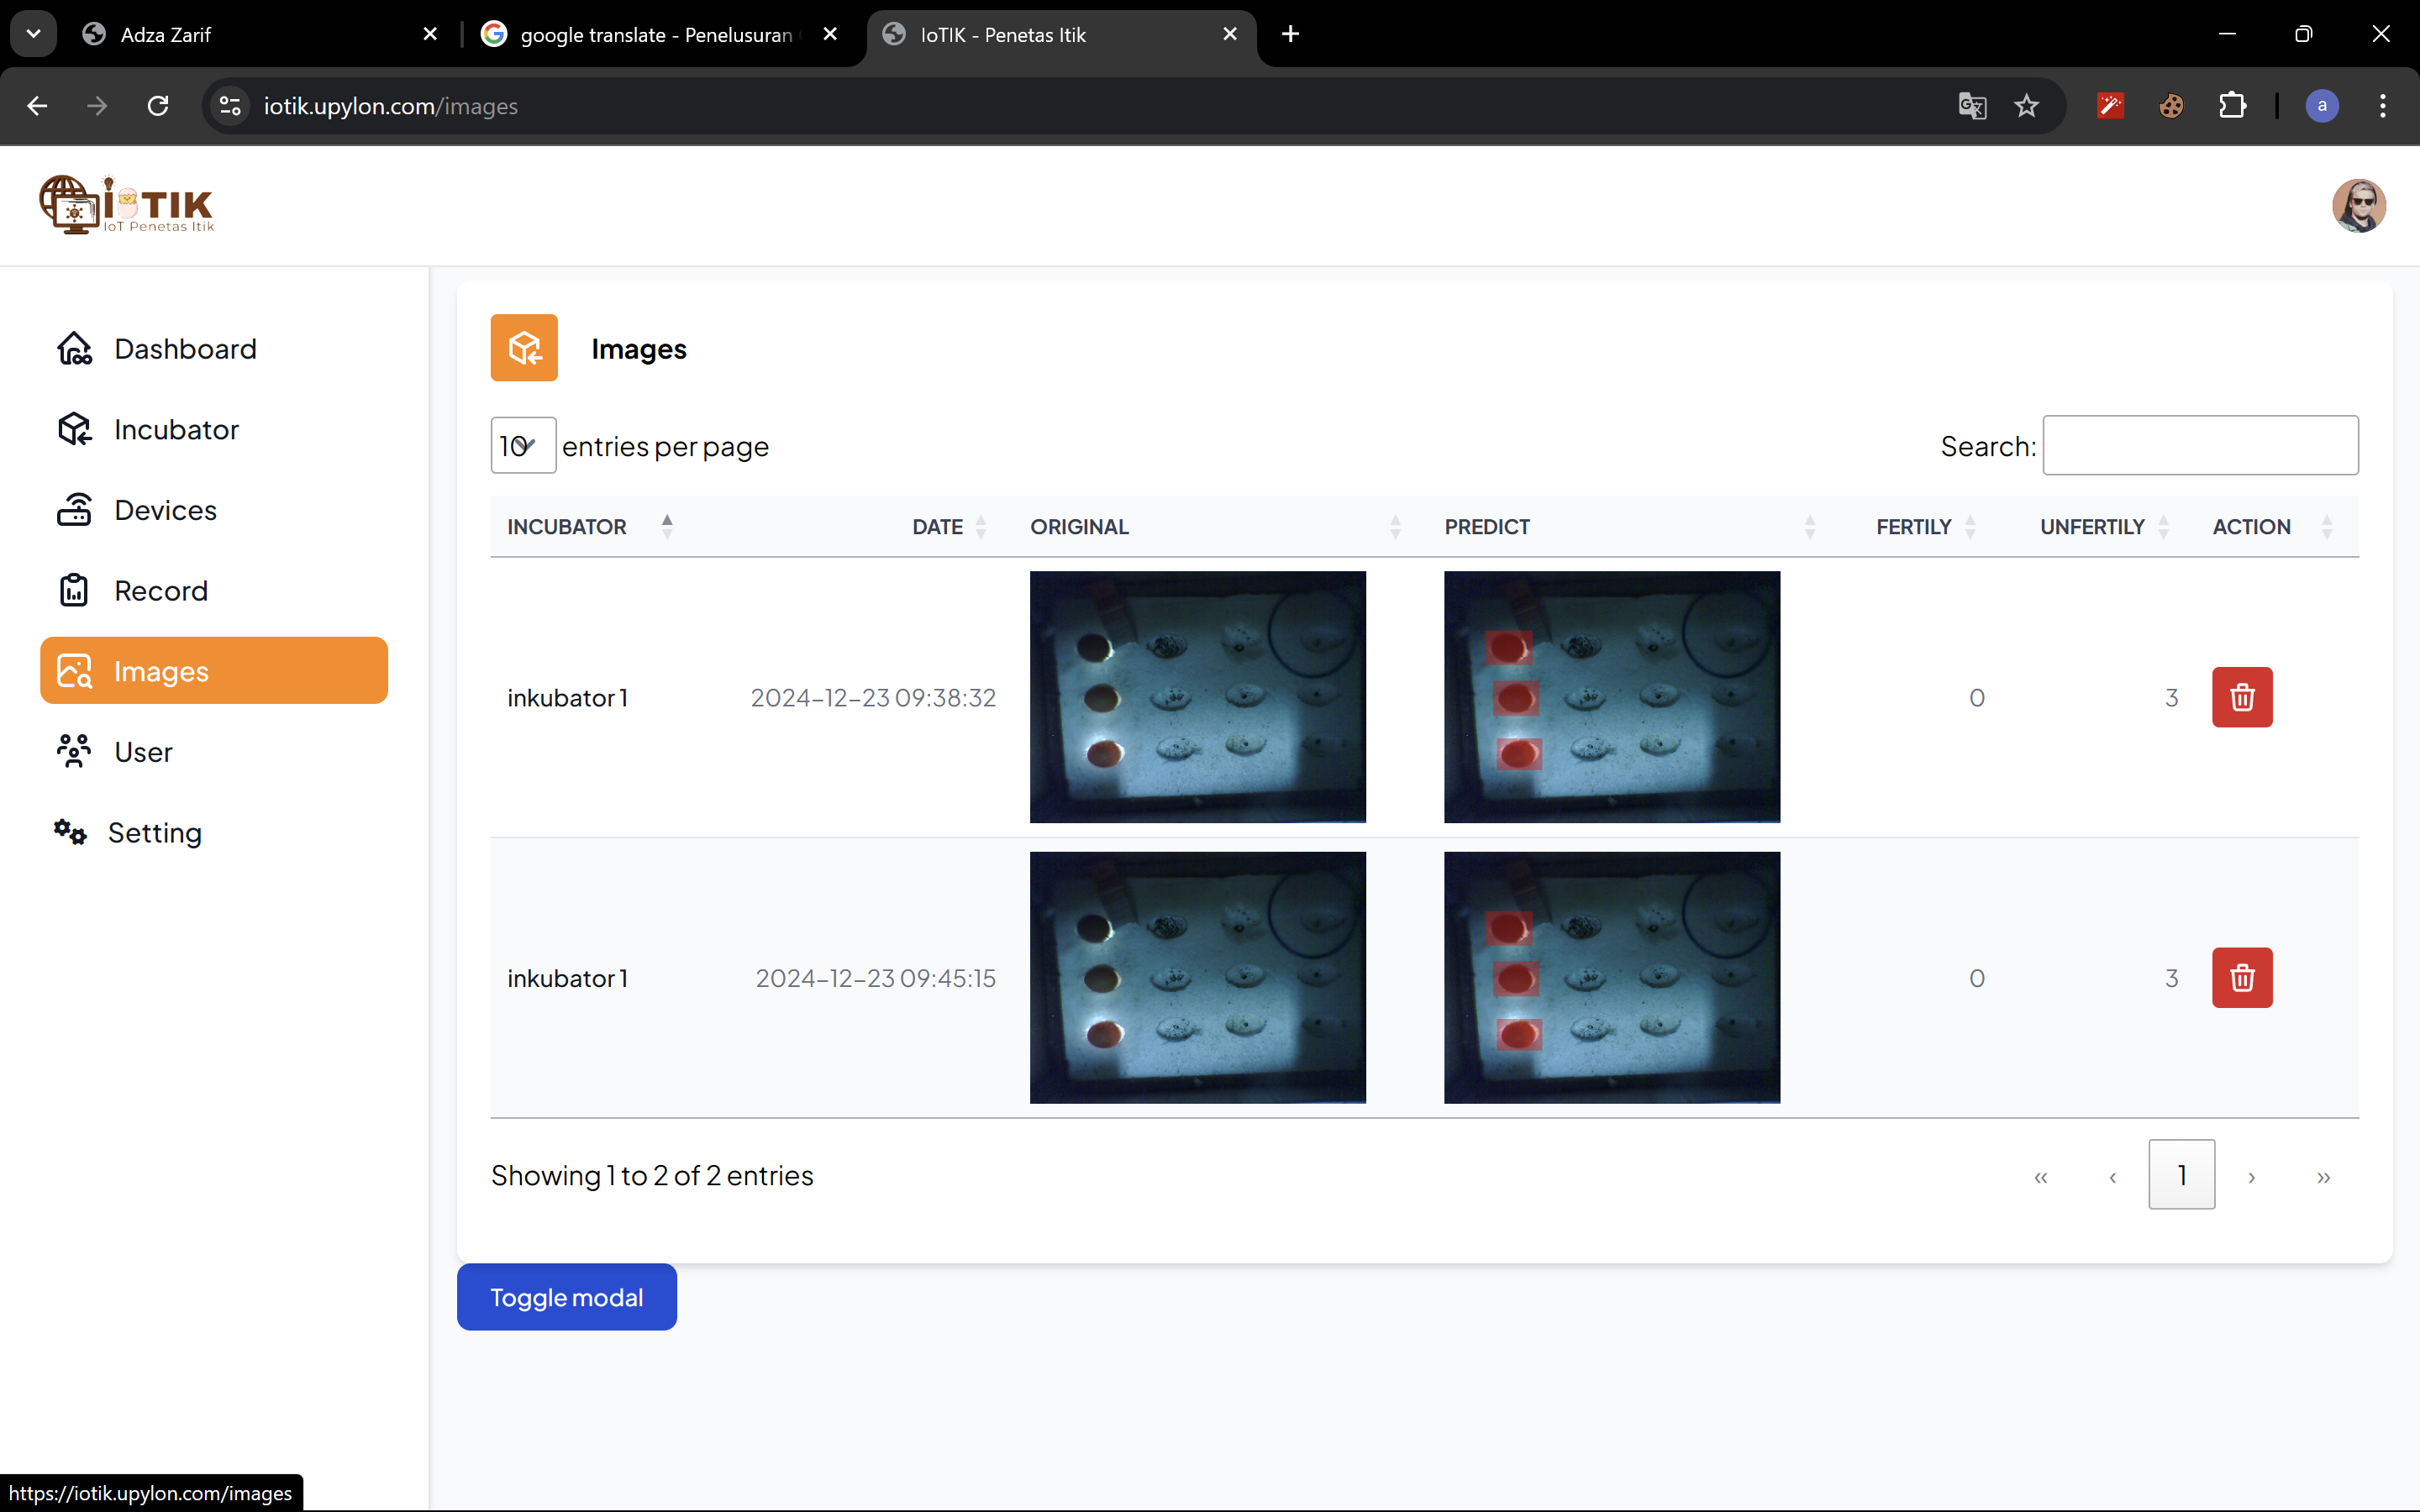 Adza Zarif
google translate - Penelusuran
IoTIK - Penetas Itik
iotik.upylon.com/images
a
IoTIK
IoT Penetas Itik
Dashboard
Incubator
Devices
Record
Images
User
Setting
Images
10 entries per page
Search:
INCUBATOR DATE ORIGINAL PREDICT FERTILY UNFERTILY ACTION
inkubator 1 2024-12-23 09:38:32 0 3
inkubator 1 2024-12-23 09:45:15 0 3
Showing 1 to 2 of 2 entries
« ‹ 1 › »
Toggle modal
https://iotik.upylon.com/images